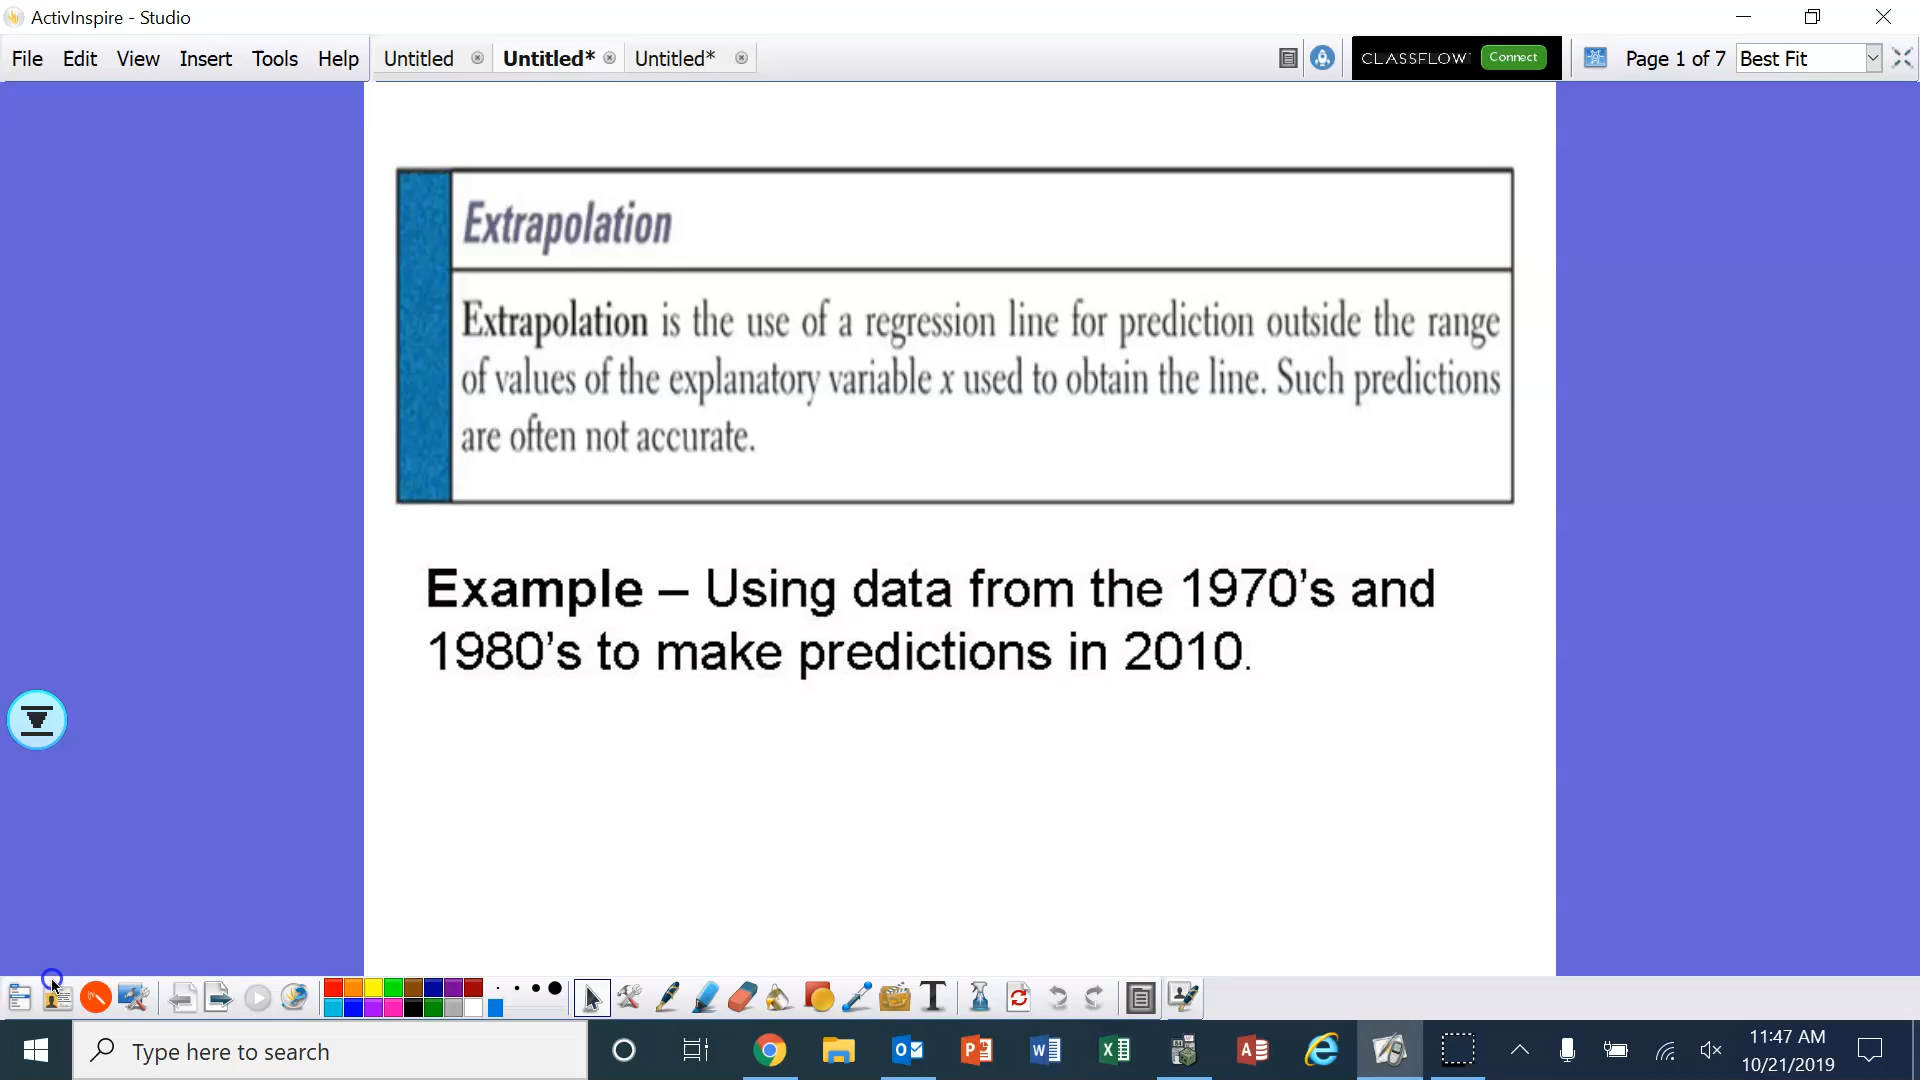 ActivInspire - Studio
File Edit View Insert Tools Help Untitled Untitled* Untitled* CLASSFLOW Connect Page 1 of 7 Best Fit
Extrapolation
Extrapolation is the use of a regression line for prediction outside the range
of values of the explanatory variable x used to obtain the line. Such predictions
are often not accurate.
Example – Using data from the 1970's and
1980's to make predictions in 2010.
Type here to search
11:47 AM
10/21/2019